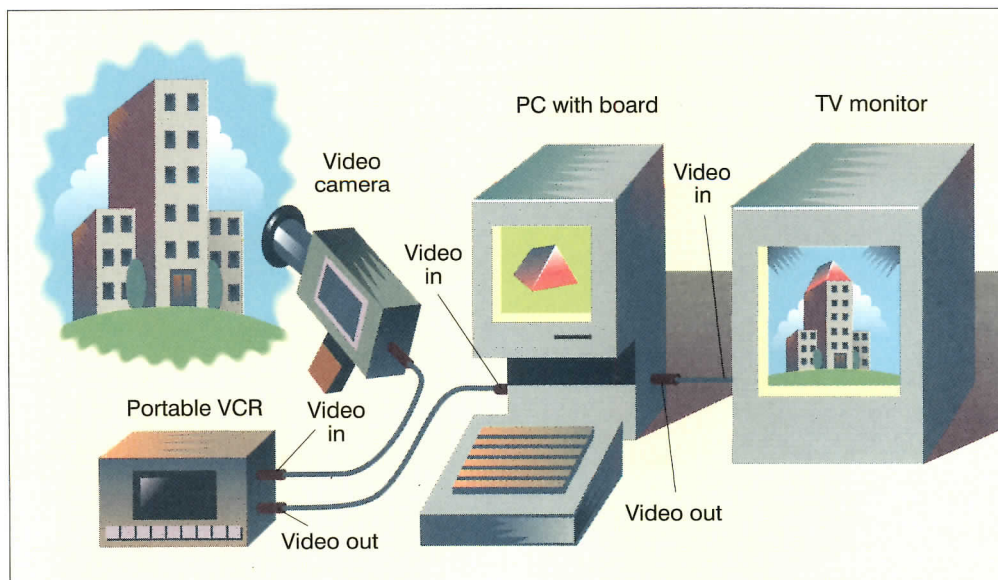 PC with board
TV monitor
Video
camera
Video
in
Video
in
Portable VCR
Video
in
Video out
Video out